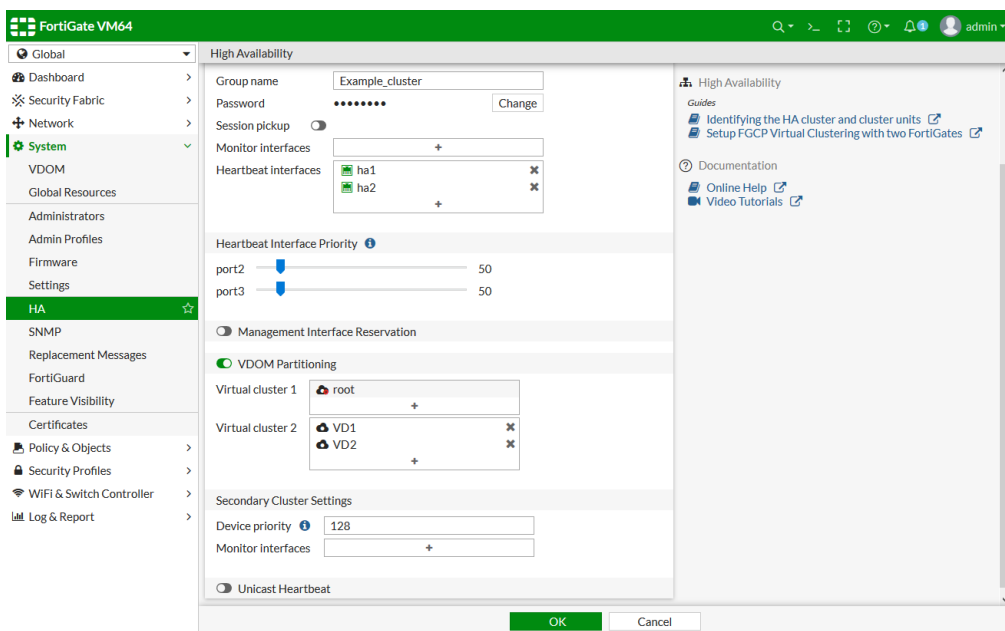 FortiGate VM64
1
admin
Global
High Availability
Dashboard
Security Fabric
Network
System
VDOM
Global Resources
Administrators
Admin Profiles
Firmware
Settings
HA
SNMP
Replacement Messages
FortiGuard
Feature Visibility
Certificates
Policy & Objects
Security Profiles
WiFi & Switch Controller
Log & Report
Group name Example_cluster
Password •••••••• Change
Session pickup
Monitor interfaces +
Heartbeat interfaces ha1
ha2
+
Heartbeat Interface Priority
port2 50
port3 50
Management Interface Reservation
VDOM Partitioning
Virtual cluster 1 root
+
Virtual cluster 2 VD1
VD2
+
Secondary Cluster Settings
Device priority 128
Monitor interfaces +
Unicast Heartbeat
OK Cancel
High Availability
Guides
Identifying the HA cluster and cluster units
Setup FGCP Virtual Clustering with two FortiGates
Documentation
Online Help
Video Tutorials